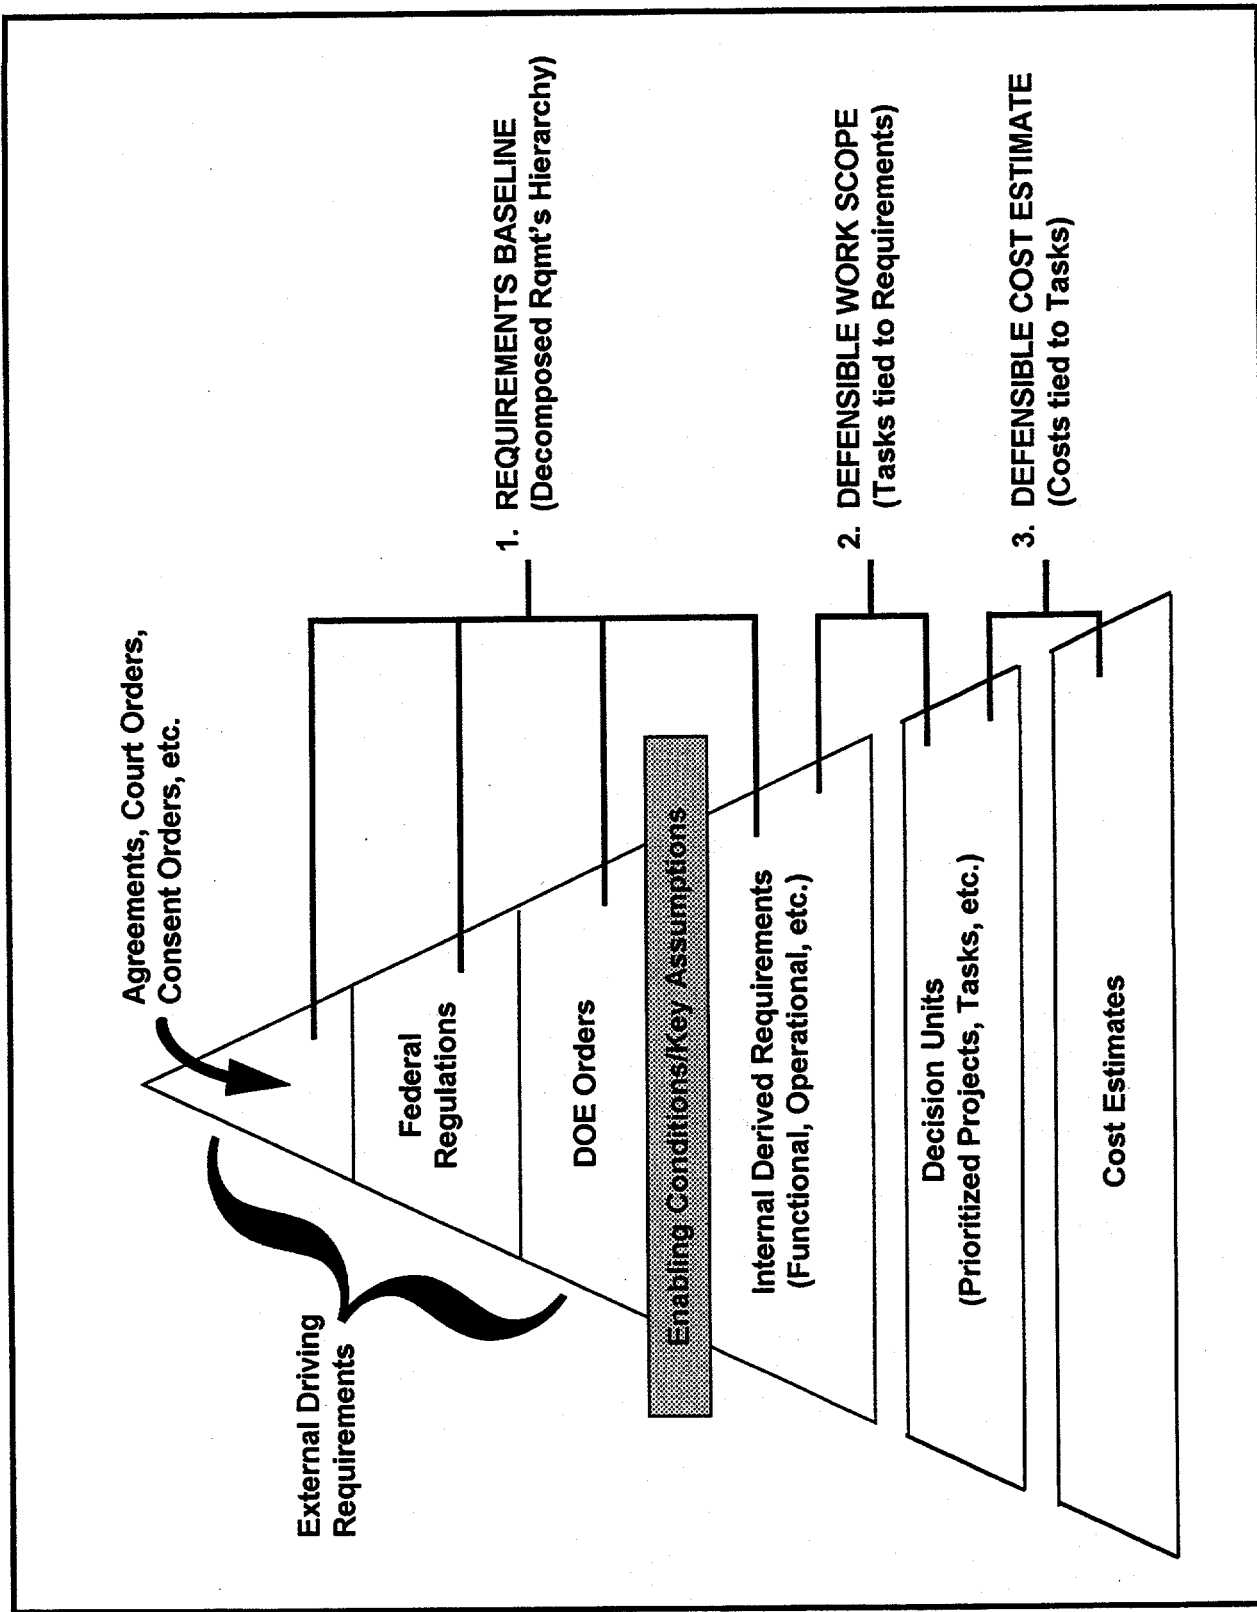 Agreements, Court Orders,
Consent Orders, etc.
External Driving
Requirements
Federal
Regulations
DOE Orders
Enabling Conditions/Key Assumptions
Internal Derived Requirements
(Functional, Operational, etc.)
Decision Units
(Prioritized Projects, Tasks, etc.)
Cost Estimates
1. REQUIREMENTS BASELINE
(Decomposed Rqmt's Hierarchy)
2. DEFENSIBLE WORK SCOPE
(Tasks tied to Requirements)
3. DEFENSIBLE COST ESTIMATE
(Costs tied to Tasks)